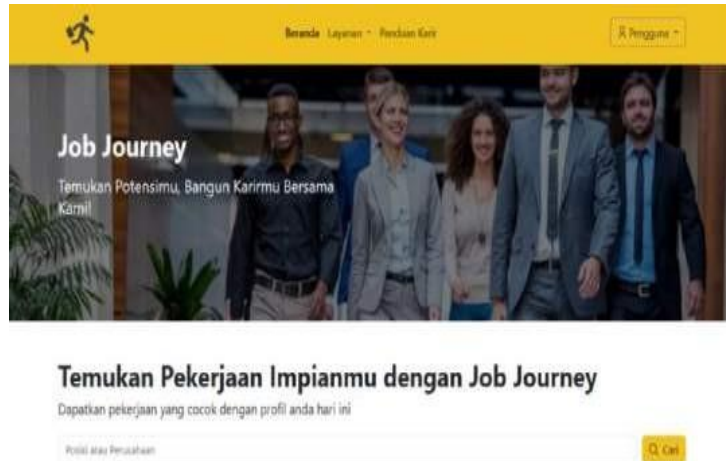 Beranda Layanan Panduan Karir
Pengguna
Job Journey
Temukan Potensimu, Bangun Karirmu Bersama
Kami!
Temukan Pekerjaan Impianmu dengan Job Journey
Dapatkan pekerjaan yang cocok dengan profil anda hari ini
Posisi atau Perusahaan
Cari